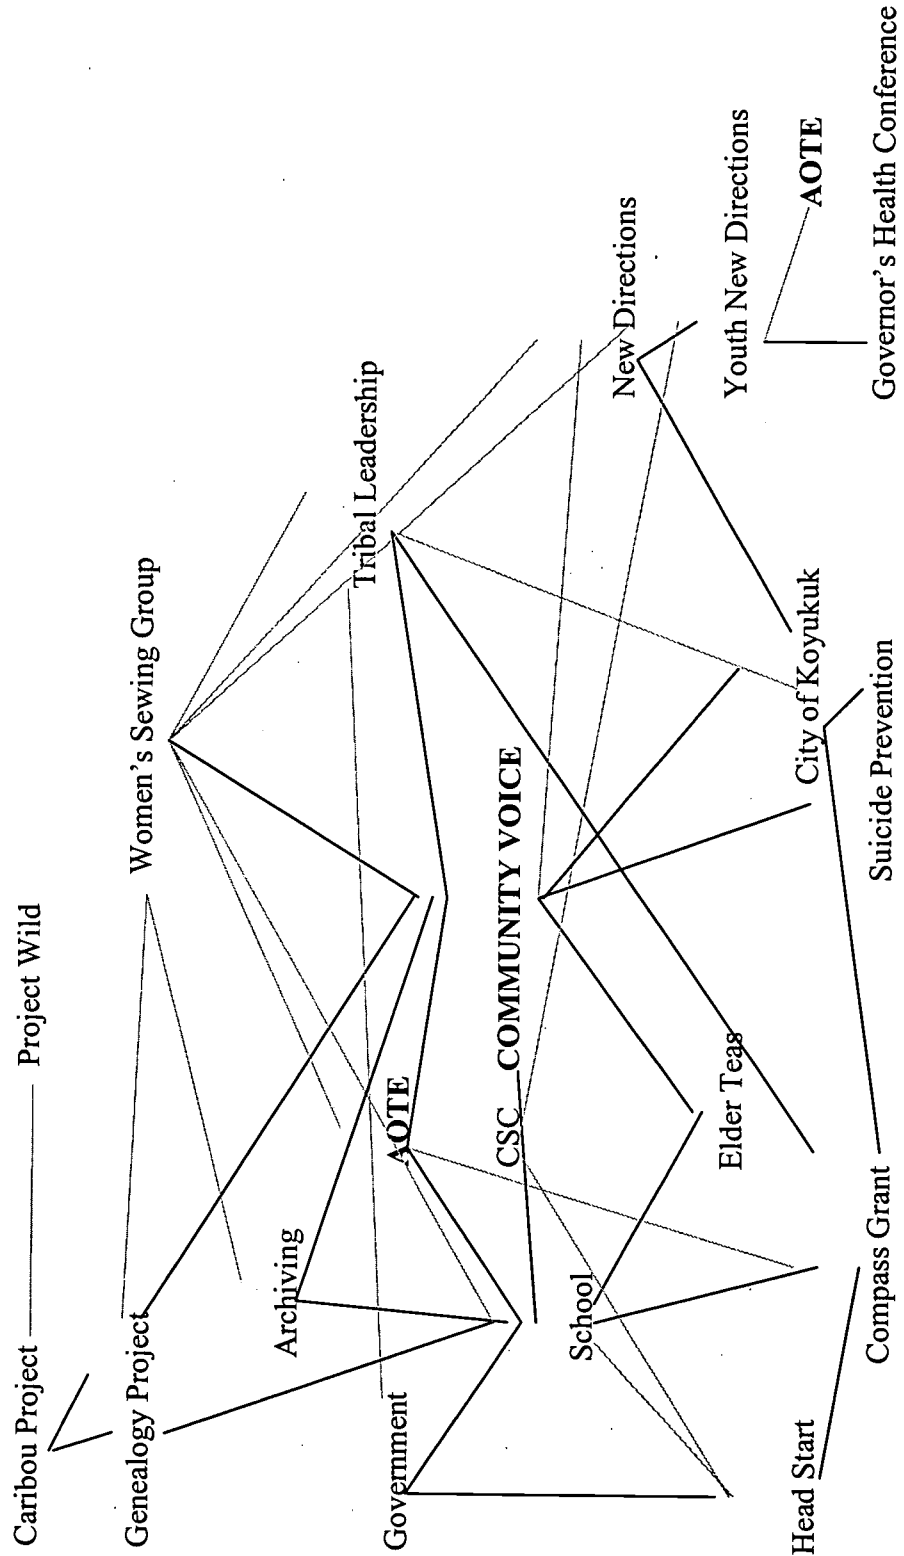 Caribou Project
Project Wild
Genealogy Project
Women's Sewing Group
Archiving
Tribal Leadership
Government
AOTE
CSC
COMMUNITY VOICE
School
New Directions
Elder Teas
Youth New Directions
Head Start
City of Koyukuk
AOTE
Compass Grant
Suicide Prevention
Governor's Health Conference